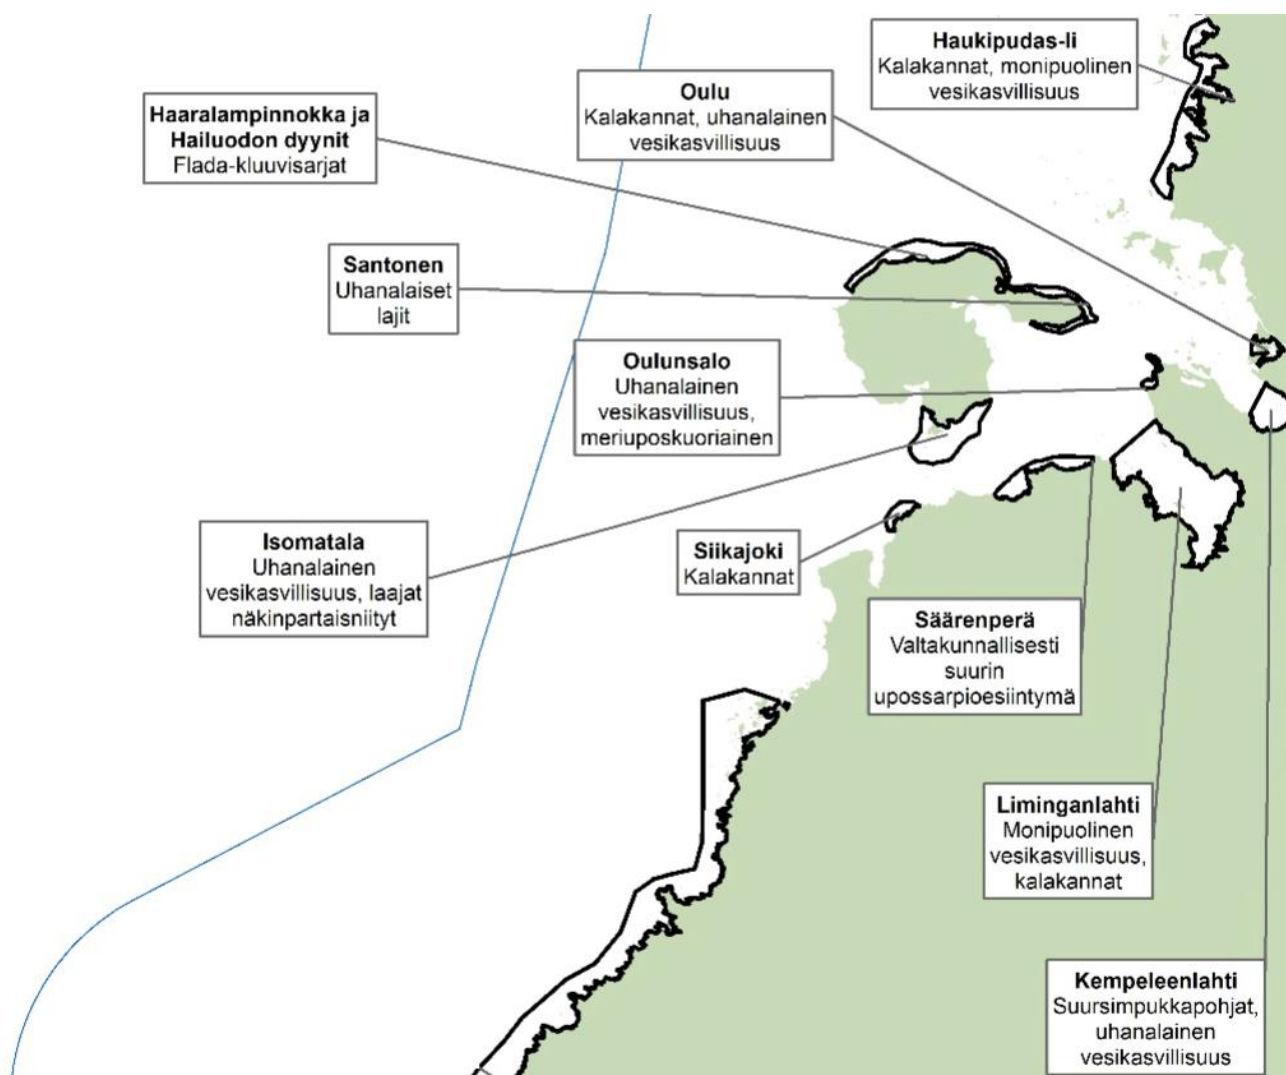 Haukipudas-Ii
Kalakannat, monipuolinen
vesikasvillisuus
Oulu
Kalakannat, uhanalainen
vesikasvillisuus
Haaralampinnokka ja
Hailuodon dyynit
Flada-kluuvisarjat
Santonen
Uhanalaiset
lajit
Oulunsalo
Uhanalainen
vesikasvillisuus,
meriuposkuoriainen
Isomatala
Uhanalainen
vesikasvillisuus, laajat
näkinpartaisniityt
Siikajoki
Kalakannat
Säärenperä
Valtakunnallisesti
suurin
upossarpioesiintymä
Liminganlahti
Monipuolinen
vesikasvillisuus,
kalakannat
Kempeleenlahti
Suursimpukkapohjat,
uhanalainen
vesikasvillisuus